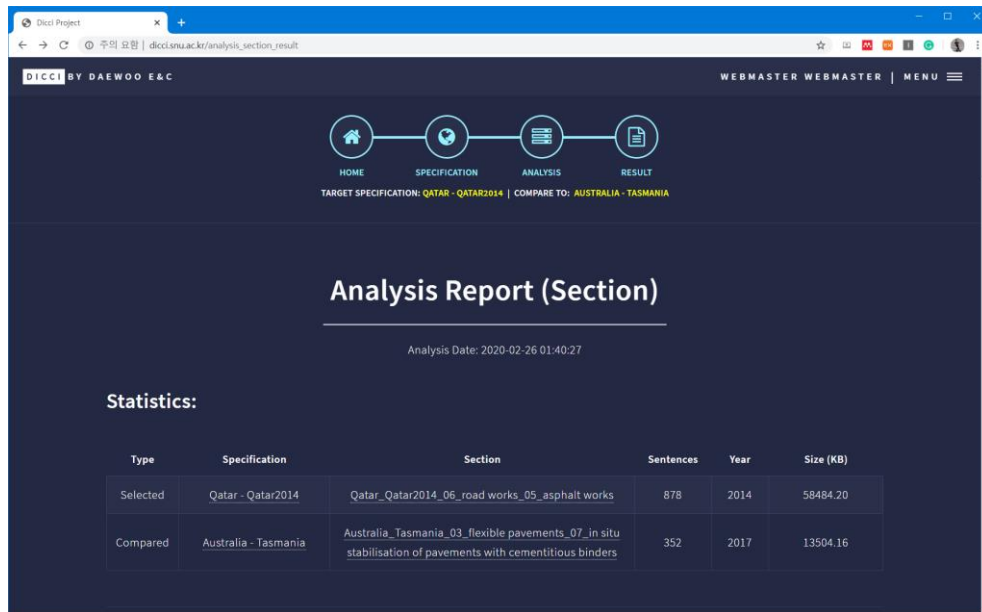 Dicci Project
주의 요함 | dicci.snu.ac.kr/analysis_section_result
DICCI BY DAEWOO E&C
WEBMASTER WEBMASTER | MENU
HOME SPECIFICATION ANALYSIS RESULT
TARGET SPECIFICATION: QATAR - QATAR2014 | COMPARE TO: AUSTRALIA - TASMANIA
Analysis Report (Section)
Analysis Date: 2020-02-26 01:40:27
Statistics:
Type Specification Section Sentences Year Size (KB)
Selected Qatar - Qatar2014 Qatar_Qatar2014_06_road works_05_asphalt works 878 2014 58484.20
Compared Australia - Tasmania Australia_Tasmania_03_flexible pavements_07_in situ
stabilisation of pavements with cementitious binders 352 2017 13504.16